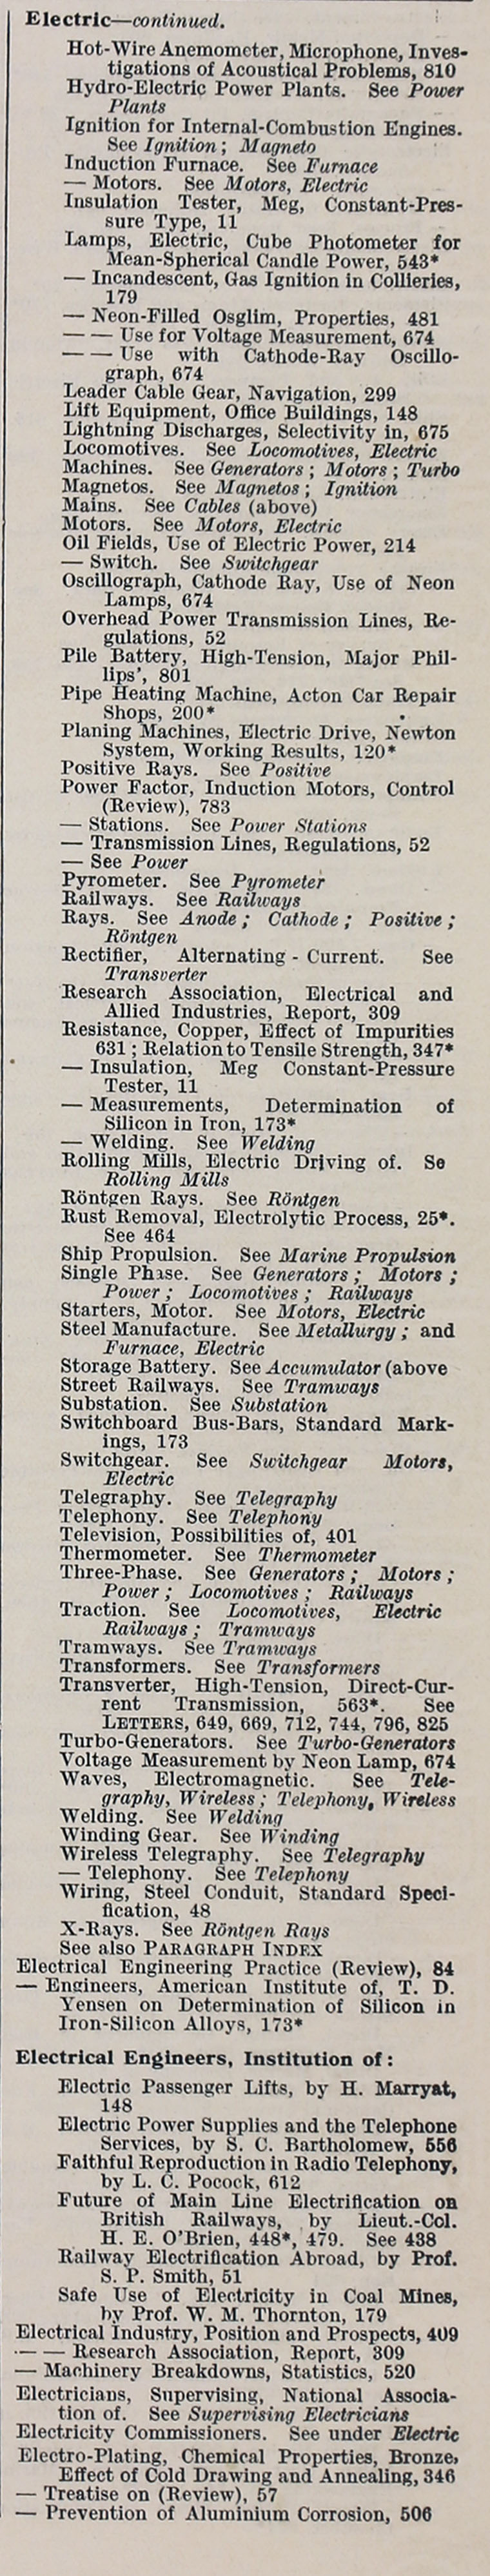 Electric—continued.
Hot-Wire Anemometer, Microphone, Inves-
tigations of Acoustical Problems, 810
Hydro-Electric Power Plants. See Power
Plants
Ignition for Internal-Combustion Engines.
See Ignition; Magneto
Induction Furnace. See Furnace
— Motors. See Motors, Electric
Insulation Tester, Meg, Constant-Pres-
sure Type, 11
Lamps, Electric, Cube Photometer for
Mean-Spherical Candle Power, 543*
— Incandescent, Gas Ignition in Collieries,
179
— Neon-Filled Osglim, Properties, 481
— — Use for Voltage Measurement, 674
— — Use with Cathode-Ray Oscillo-
graph, 674
Leader Cable Gear, Navigation, 299
Lift Equipment, Office Buildings, 148
Lightning Discharges, Selectivity in, 675
Locomotives. See Locomotives, Electric
Machines. See Generators; Motors; Turbo
Magnetos. See Magnetos; Ignition
Mains. See Cables (above)
Motors. See Motors, Electric
Oil Fields, Use of Electric Power, 214
— Switch. See Switchgear
Oscillograph, Cathode Ray, Use of Neon
Lamps, 674
Overhead Power Transmission Lines, Re-
gulations, 52
Pile Battery, High-Tension, Major Phil-
lips', 801
Pipe Heating Machine, Acton Car Repair
Shops, 200*
Planing Machines, Electric Drive, Newton
System, Working Results, 120*
Positive Rays. See Positive
Power Factor, Induction Motors, Control
(Review), 783
— Stations. See Power Stations
— Transmission Lines, Regulations, 52
— See Power
Pyrometer. See Pyrometer
Railways. See Railways
Rays. See Anode; Cathode; Positive;
Röntgen
Rectifier, Alternating - Current. See
Transverter
Research Association, Electrical and
Allied Industries, Report, 309
Resistance, Copper, Effect of Impurities
631; Relation to Tensile Strength, 347*
— Insulation, Meg Constant-Pressure
Tester, 11
— Measurements, Determination of
Silicon in Iron, 173*
— Welding. See Welding
Rolling Mills, Electric Driving of. Se
Rolling Mills
Röntgen Rays. See Röntgen
Rust Removal, Electrolytic Process, 25*.
See 464
Ship Propulsion. See Marine Propulsion
Single Phase. See Generators; Motors;
Power; Locomotives; Railways
Starters, Motor. See Motors, Electric
Steel Manufacture. See Metallurgy; and
Furnace, Electric
Storage Battery. See Accumulator (above
Street Railways. See Tramways
Substation. See Substation
Switchboard Bus-Bars, Standard Mark-
ings, 173
Switchgear. See Switchgear Motors,
Electric
Telegraphy. See Telegraphy
Telephony. See Telephony
Television, Possibilities of, 401
Thermometer. See Thermometer
Three-Phase. See Generators; Motors;
Power; Locomotives; Railways
Traction. See Locomotives, Electric
Railways; Tramways
Tramways. See Tramways
Transformers. See Transformers
Transverter, High-Tension, Direct-Cur-
rent Transmission, 563*. See
LETTERS, 649, 669, 712, 744, 796, 825
Turbo-Generators. See Turbo-Generators
Voltage Measurement by Neon Lamp, 674
Waves, Electromagnetic. See Tele-
graphy, Wireless; Telephony, Wireless
Welding. See Welding
Winding Gear. See Winding
Wireless Telegraphy. See Telegraphy
— Telephony. See Telephony
Wiring, Steel Conduit, Standard Speci-
fication, 48
X-Rays. See Röntgen Rays
See also PARAGRAPH INDEX
Electrical Engineering Practice (Review), 84
— Engineers, American Institute of, T. D.
Yensen on Determination of Silicon in
Iron-Silicon Alloys, 173*
Electrical Engineers, Institution of:
Electric Passenger Lifts, by H. Marryat,
148
Electric Power Supplies and the Telephone
Services, by S. C. Bartholomew, 556
Faithful Reproduction in Radio Telephony,
by L. C. Pocock, 612
Future of Main Line Electrification on
British Railways, by Lieut.-Col.
H. E. O'Brien, 448*, 479. See 438
Railway Electrification Abroad, by Prof.
S. P. Smith, 51
Safe Use of Electricity in Coal Mines,
by Prof. W. M. Thornton, 179
Electrical Industry, Position and Prospects, 409
— — Research Association, Report, 309
— Machinery Breakdowns, Statistics, 520
Electricians, Supervising, National Associa-
tion of. See Supervising Electricians
Electricity Commissioners. See under Electric
Electro-Plating, Chemical Properties, Bronze,
Effect of Cold Drawing and Annealing, 346
— Treatise on (Review), 57
— Prevention of Aluminium Corrosion, 506